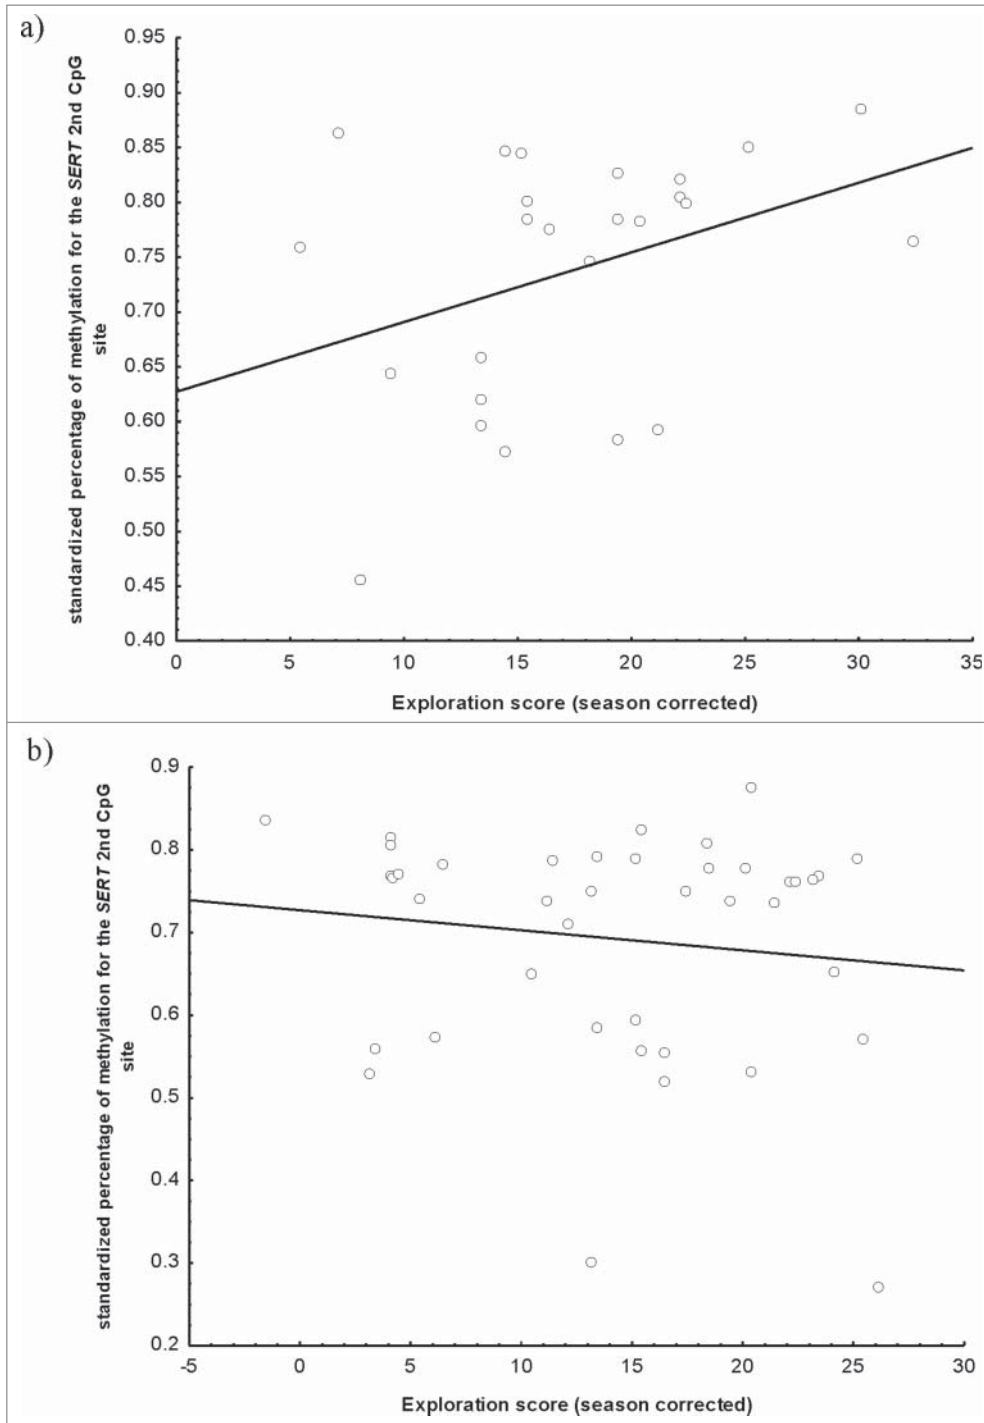 a)
standardized percentage of methylation for the SERT 2nd CpG
site
0.95
0.90
0.85
0.80
0.75
0.70
0.65
0.60
0.55
0.50
0.45
0.40
0 5 10 15 20 25 30 35
Exploration score (season corrected)
b)
standardized percentage of methylation for the SERT 2nd CpG
site
0.9
0.8
0.7
0.6
0.5
0.4
0.3
0.2
-5 0 5 10 15 20 25 30
Exploration score (season corrected)